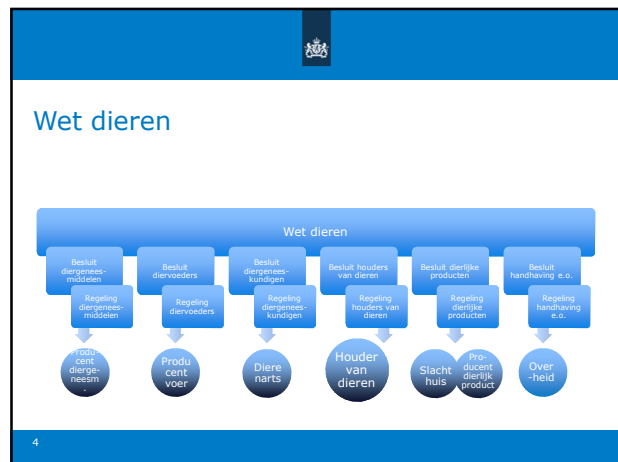 Wet dieren
Wet dieren
Besluit
diergenees-
middelen
Besluit
diervoeders
Besluit
diergenees-
kundigen
Besluit houders
van dieren
Besluit dierlijke
producten
Besluit
handhaving e.o.
Regeling
diergenees-
middelen
Regeling
diervoeders
Regeling
diergenees-
kundigen
Regeling
houders van
dieren
Regeling
dierlijke
producten
Regeling
handhaving
e.o.
Produ-
cent
dierge-
neesm
.
Produ
cent
voer
Diere
narts
Houder
van
dieren
Slacht
huis
Pro-
ducent
dierlijk
product
Over
-heid
4